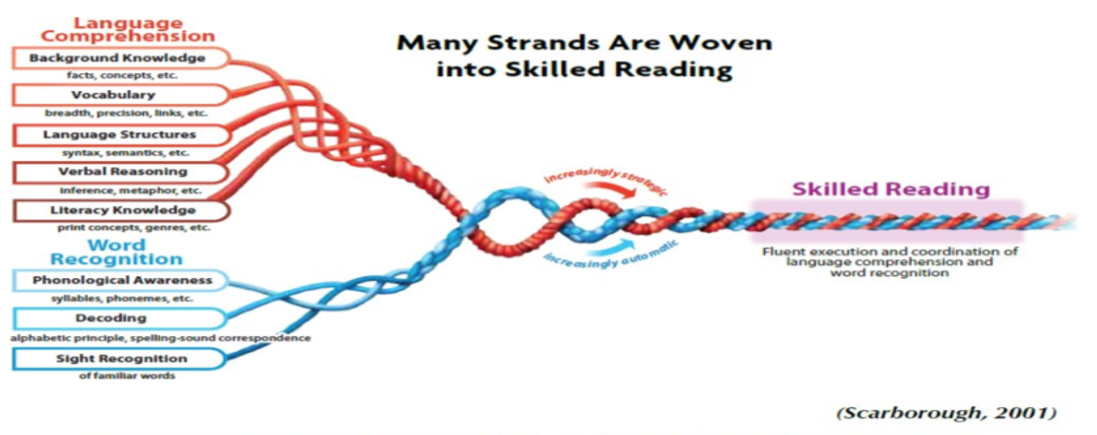 Language
Comprehension
Background Knowledge
facts, concepts, etc.
Vocabulary
breadth, precision, links, etc.
Language Structures
syntax, semantics, etc.
Verbal Reasoning
inference, metaphor, etc.
Literacy Knowledge
print concepts, genres, etc.
Word
Recognition
Phonological Awareness
syllables, phonemes, etc.
Decoding
alphabetic principle, spelling-sound correspondence
Sight Recognition
of familiar words
Many Strands Are Woven
into Skilled Reading
increasingly strategic
increasingly automatic
Skilled Reading
Fluent execution and coordination of
language comprehension and
word recognition
(Scarborough, 2001)